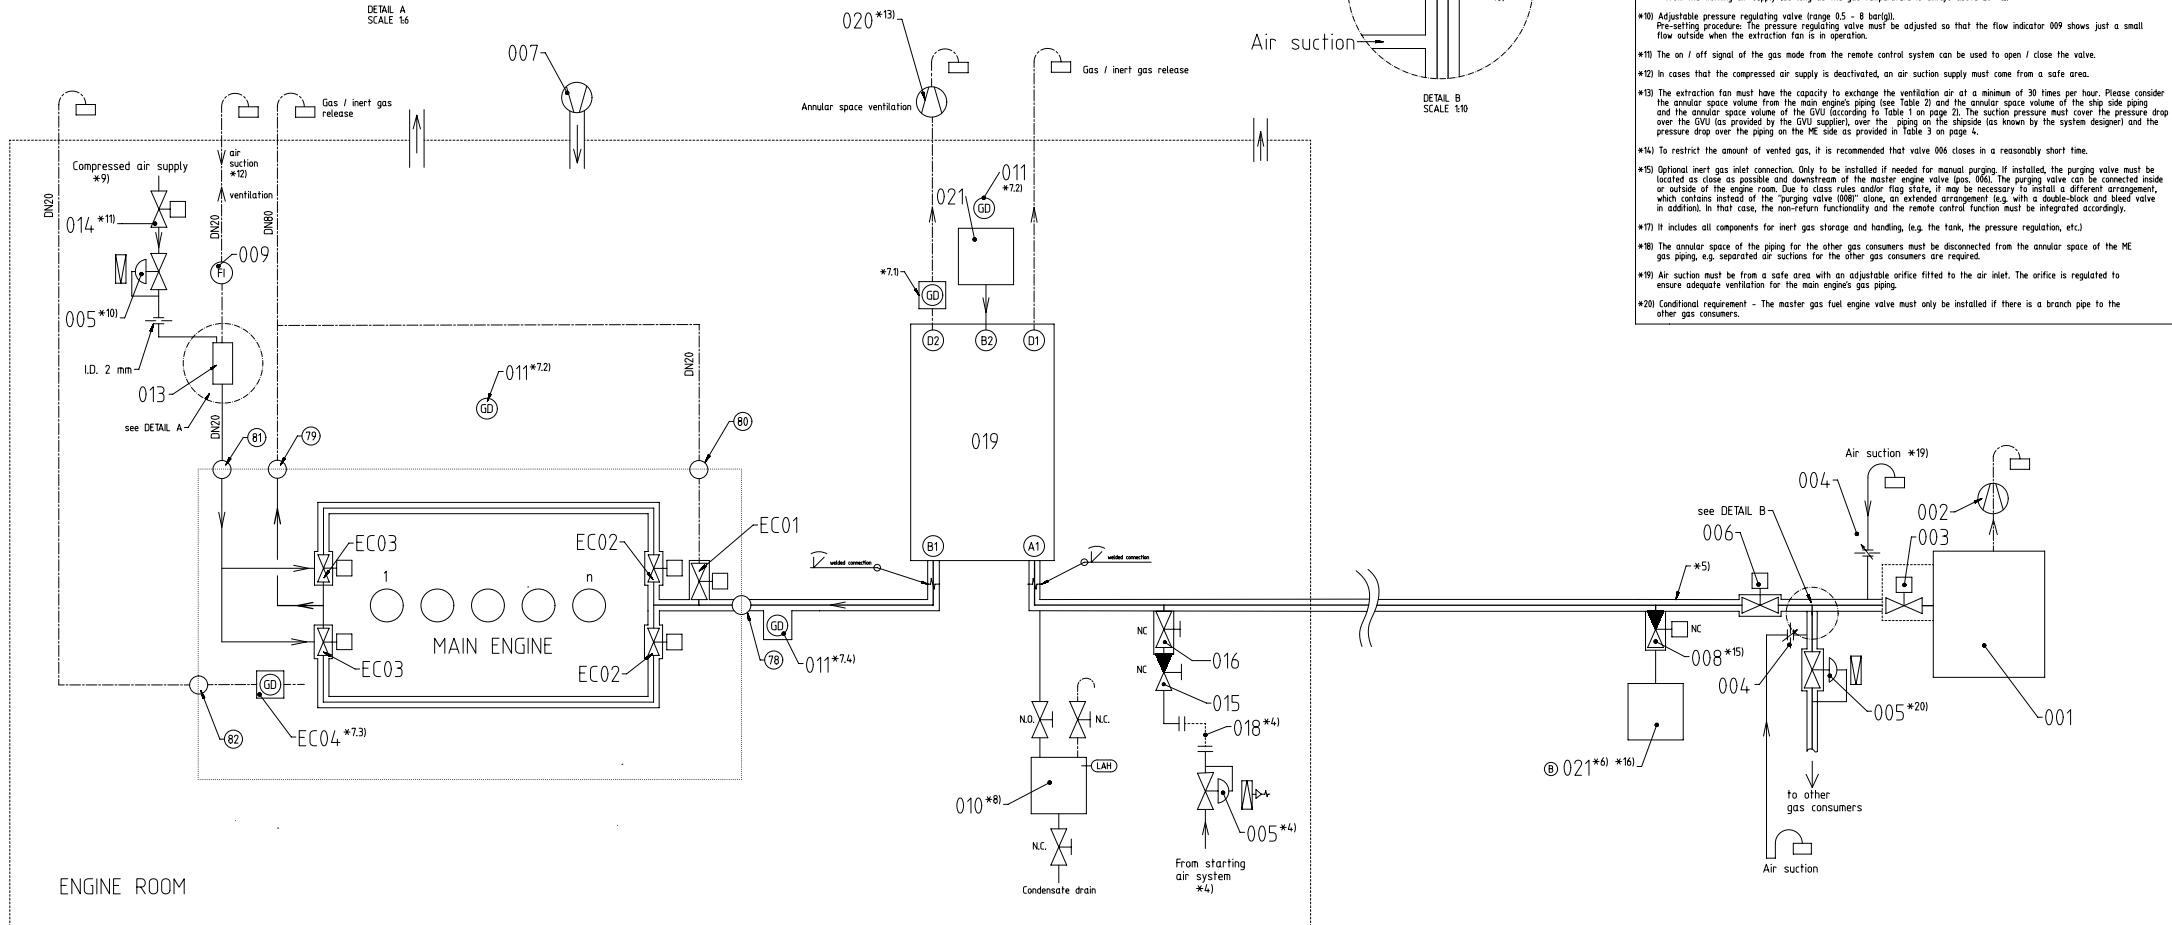 DETAIL A
SCALE 1:6
020 *13)
Air suction
DETAIL B
SCALE 1:10
*10) Adjustable pressure regulating valve (range 0,5 - 8 bar(g)).
Pre-setting procedure: The pressure regulating valve must be adjusted so that the flow indicator 009 shows just a small
flow outside when the extraction fan is in operation.
*11) The on / off signal of the gas mode from the remote control system can be used to open / close the valve.
*12) In cases that the compressed air supply is deactivated, an air suction supply must come from a safe area.
*13) The extraction fan must have the capacity to exchange the ventilation air at a minimum of 30 times per hour. Please consider
the annular space volume from the main engine's piping (see Table 2) and the annular space volume of the ship side piping
and the annular space volume of the GVU (according to Table 1 on page 2). The suction pressure must cover the pressure drop
over the GVU (as provided by the GVU supplier), over the piping on the shipside (as known by the system designer) and the
pressure drop over the piping on the ME side as provided in Table 3 on page 4.
*14) To restrict the amount of vented gas, it is recommended that valve 006 closes in a reasonably short time.
*15) Optional inert gas inlet connection. Only to be installed if needed for manual purging. If installed, the purging valve must be
located as close as possible and downstream of the master engine valve (pos. 006). The purging valve can be connected inside
or outside of the engine room. Due to class rules and/or flag state, it may be necessary to install a different arrangement,
which contains instead of the "purging valve (008)" alone, an extended arrangement (e.g. with a double-block and bleed valve
in addition). In that case, the non-return functionality and the remote control function must be integrated accordingly.
*17) It includes all components for inert gas storage and handling, (e.g. the tank, the pressure regulation, etc.)
*18) The annular space of the piping for the other gas consumers must be disconnected from the annular space of the ME
gas piping, e.g. separated air suctions for the other gas consumers are required.
*19) Air suction must be from a safe area with an adjustable orifice fitted to the air inlet. The orifice is regulated to
ensure adequate ventilation for the main engine's gas piping.
*20) Conditional requirement - The master gas fuel engine valve must only be installed if there is a branch pipe to the
other gas consumers.
007
Gas / inert gas
release
Annular space ventilation
Gas / inert gas release
Compressed air supply
*9)
air
suction
*12)
ventilation
DN20
DN20
DN80
014 *11)
009
FI
005 *10)
I.D. 2 mm
013
see DETAIL A
DN20
DN20
011 *7.2)
GD
011
*7.2)
GD
021
*7.1)
GD
D2
B2
D1
019
B1
A1
81
79
80
EC01
EC03
EC02
1
n
MAIN ENGINE
EC03
EC02
GD
EC04 *7.3)
82
78
GD
011 *7.4)
welded connection
welded connection
Air suction *19)
004
002
see DETAIL B
006
003
*5)
NC
016
NC
015
018 *4)
NC
008 *15)
004
005 *20)
001
N.O.
N.C.
LAH
010 *8)
005 *4)
N.C.
Condensate drain
From starting
air system
*4)
B 021 *6) *16)
to other
gas consumers
Air suction
ENGINE ROOM